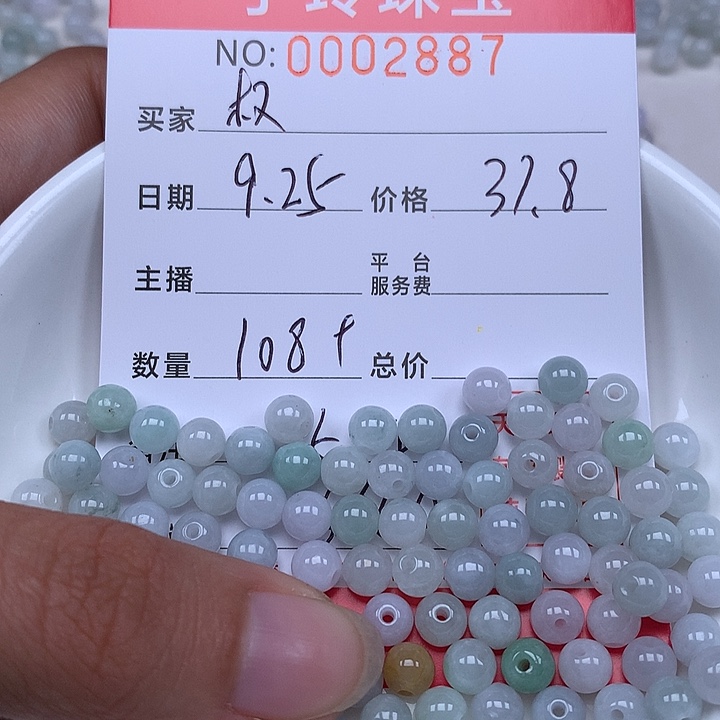 NO: 0002887
买家 权
日期 9.25 价格 37.8
主播 平台服务费
数量 108个 总价